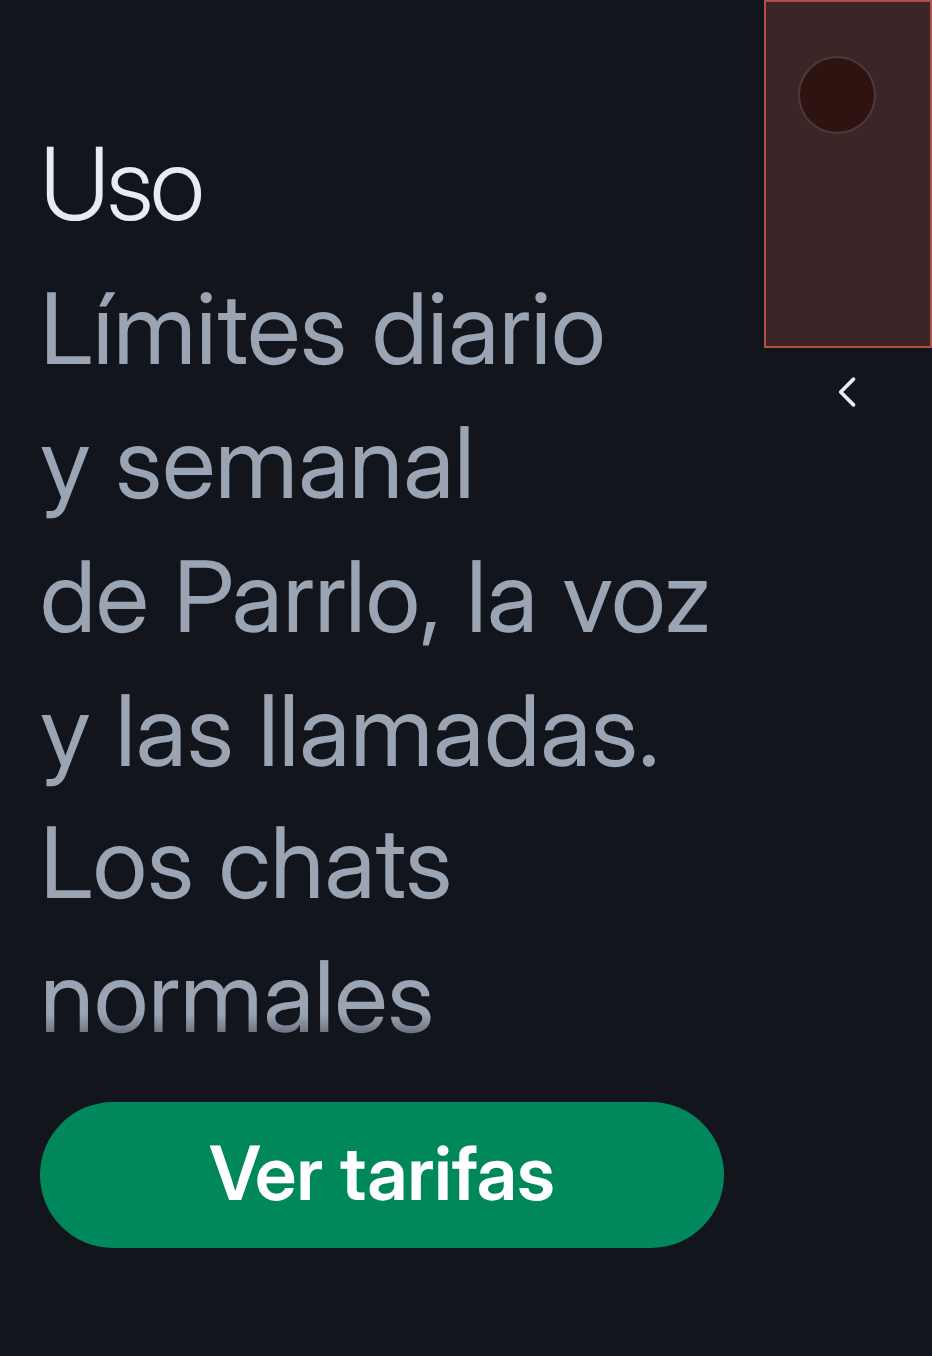 Uso
Límites diario
y semanal
de Parrlo, la voz
y las llamadas.
Los chats
normales
Ver tarifas